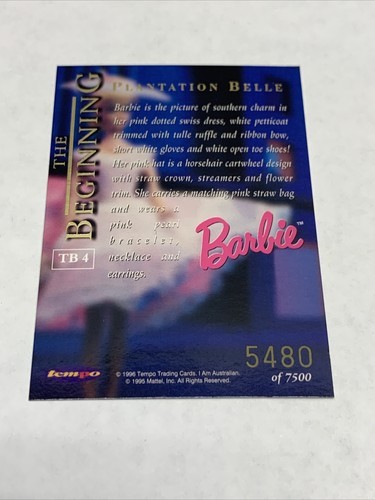 THE
BEGINNING
TB 4
PLANTATION BELLE
Barbie is the picture of southern charm in
her pink dotted swiss dress, white petticoat
trimmed with tulle ruffle and ribbon bow,
short white gloves and white open toe shoes!
Her pink hat is a horsehair cartwheel design
with straw crown, streamers and flower
trim. She carries a matching pink straw bag
and wears a
pink pearl
bracelet,
necklace and
earrings.
Barbie™
5480
of 7500
tempo
© 1996 Tempo Trading Cards. I Am Australian.
© 1995 Mattel, Inc. All Rights Reserved.